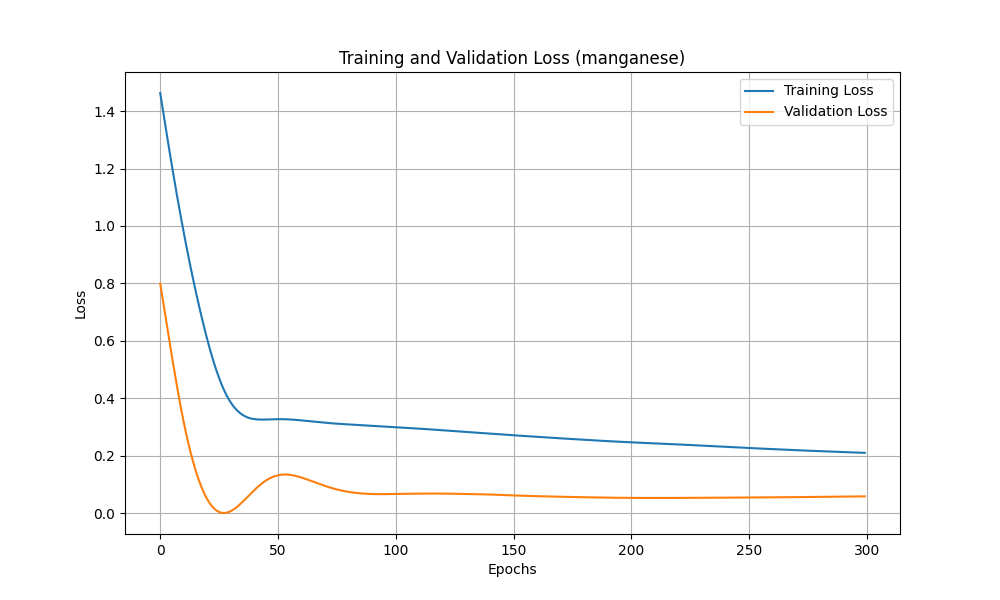 Training and Validation Loss (manganese)
Training Loss
Validation Loss
1.4
1.2
1.0
0.8
0.6
0.4
0.2
0.0
Loss
0 50 100 150 200 250 300
Epochs